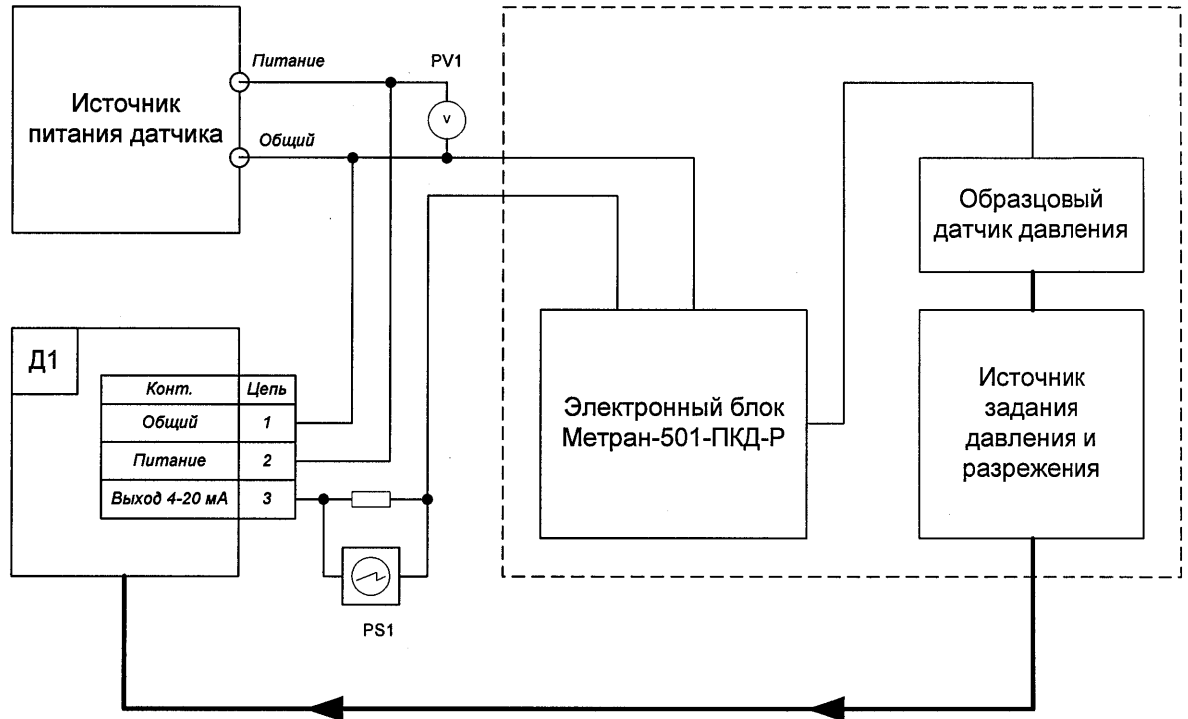 Источник
питания датчика
Питание
Общий
PV1
V
Образцовый
датчик давления
Электронный блок
Метран-501-ПКД-Р
Источник
задания
давления и
разрежения
Д1
Конт. Цепь
Общий 1
Питание 2
Выход 4-20 мА 3
PS1